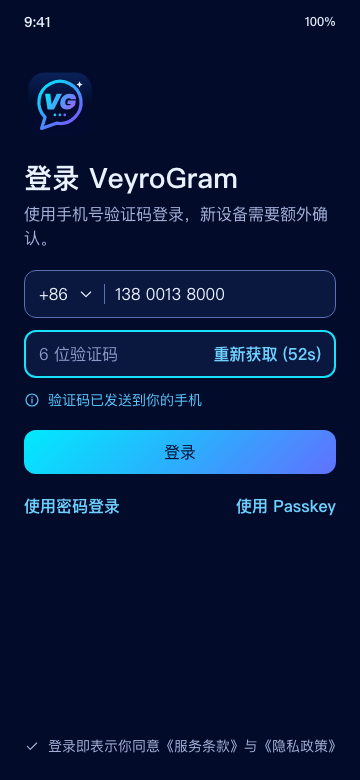 9:41 100%
VG
登录 VeyroGram
使用手机号验证码登录，新设备需要额外确
认。
+86 138 0013 8000
6 位验证码 重新获取 (52s)
验证码已发送到你的手机
登录
使用密码登录 使用 Passkey
登录即表示你同意《服务条款》与《隐私政策》